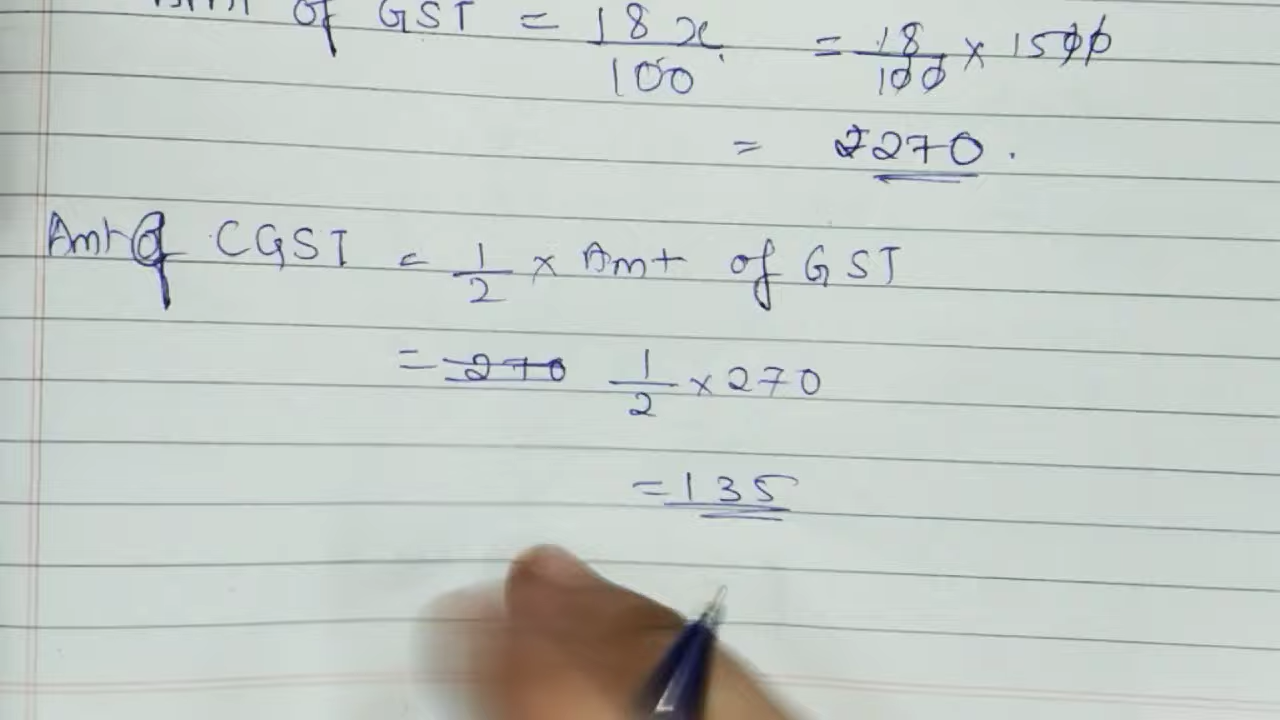 of GST = 18x/100 = 18/100 × 1500
= ₹270.
Amt of CGST = 1/2 × Amt of GST
= 270 1/2 × 270
= 135